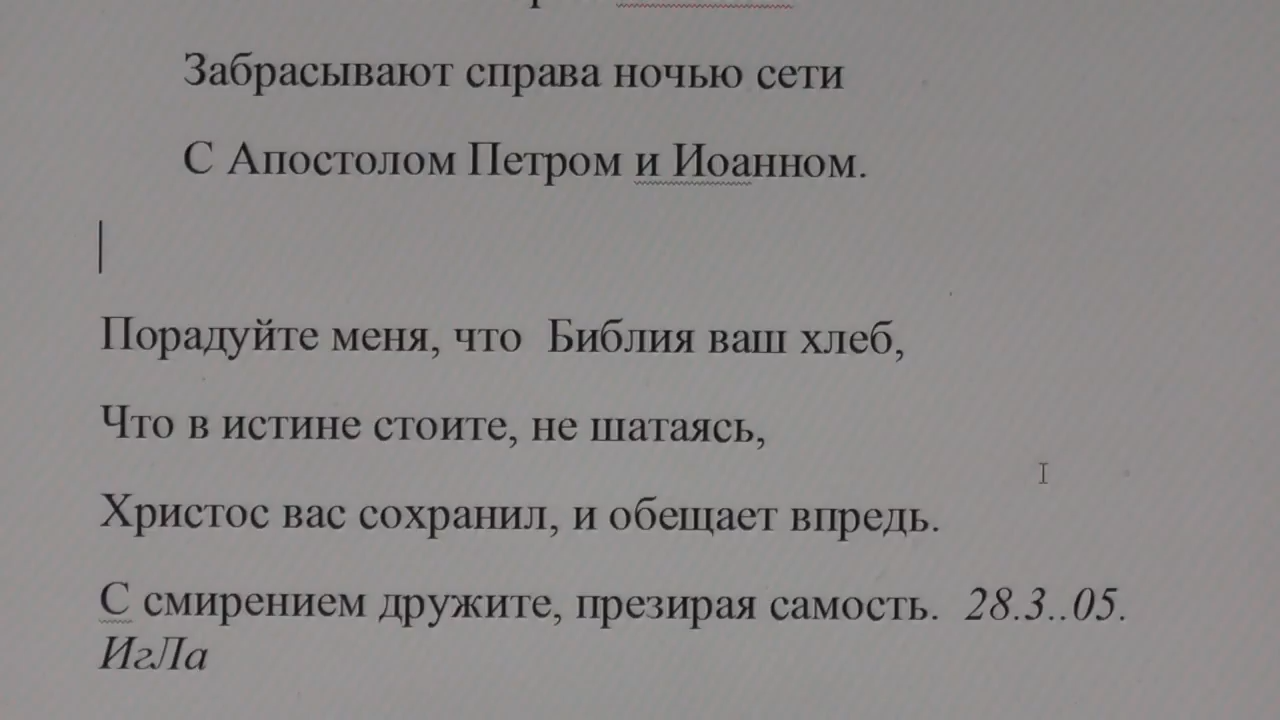 Забрасывают справа ночью сети
С Апостолом Петром и Иоанном.
Порадуйте меня, что  Библия ваш хлеб,
Что в истине стоите, не шатаясь,
Христос вас сохранил, и обещает впредь.
С смирением дружите, презирая самость.  28.3..05.
ИгЛа